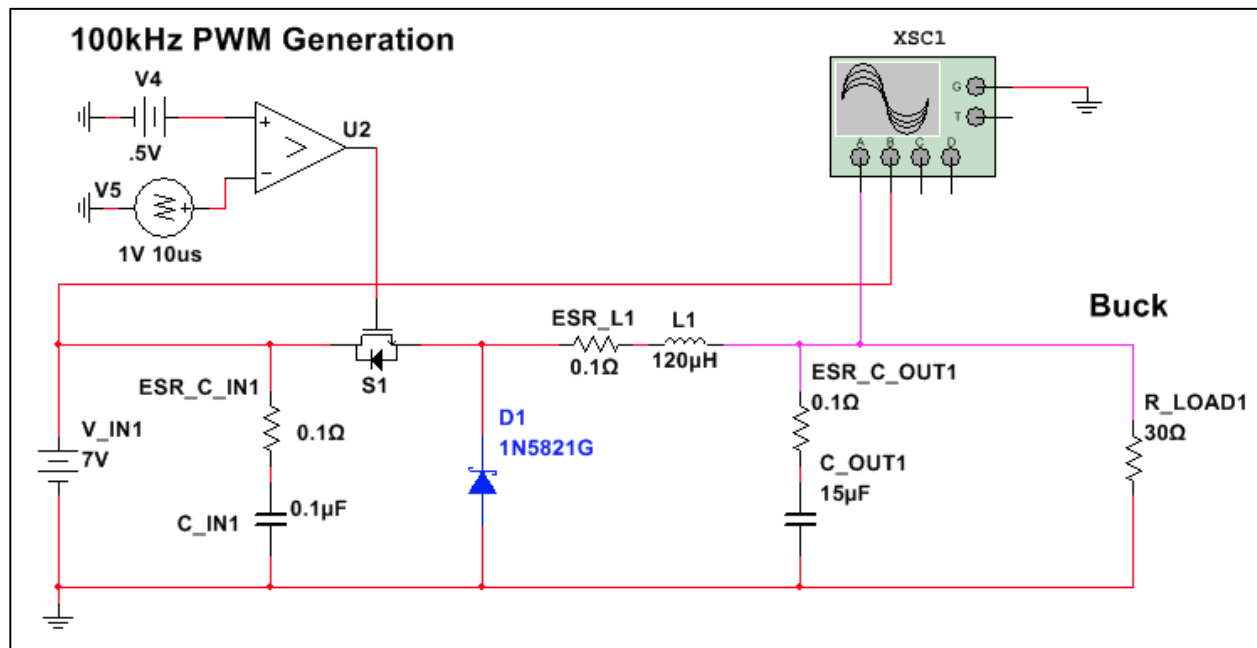 100kHz PWM Generation
XSC1
V4
.5V
U2
V5
1V 10us
G
T
A B C D
Buck
ESR_L1
0.1Ω
L1
120µH
S1
ESR_C_IN1
0.1Ω
V_IN1
7V
C_IN1
0.1µF
D1
1N5821G
ESR_C_OUT1
0.1Ω
C_OUT1
15µF
R_LOAD1
30Ω